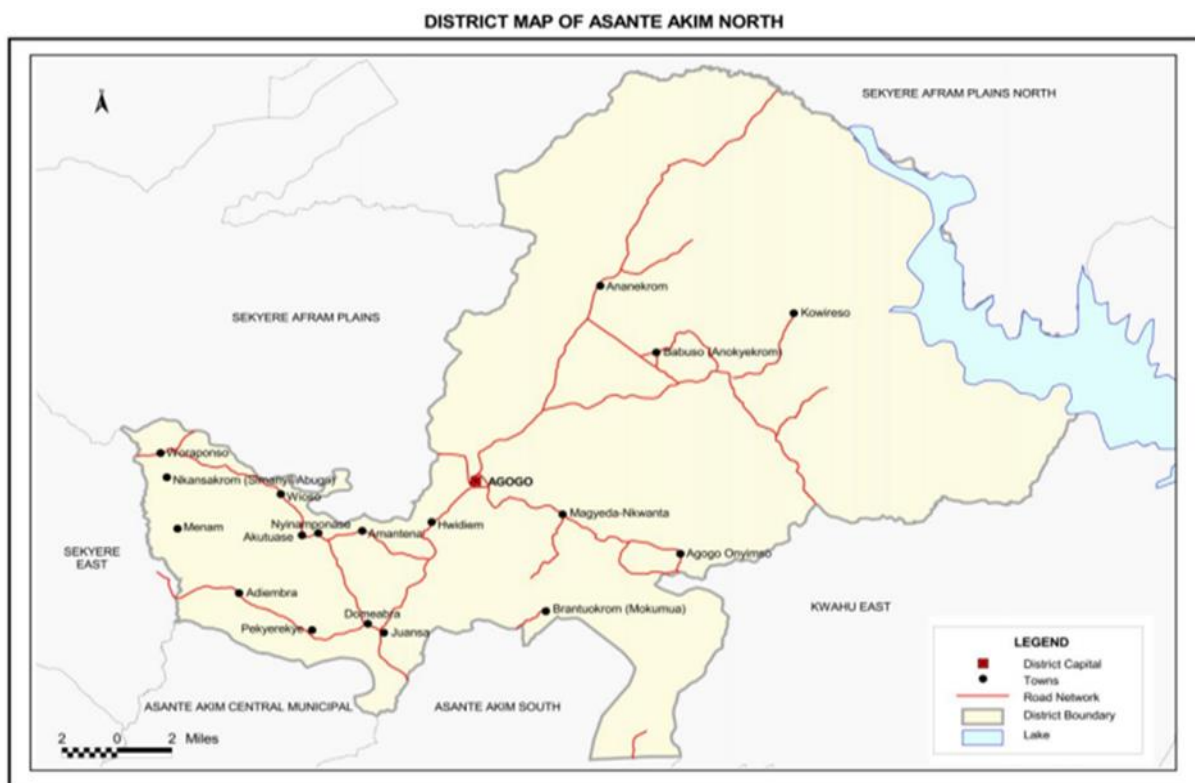 DISTRICT MAP OF ASANTE AKIM NORTH
SEKYERE AFRAM PLAINS NORTH
Ananekrom
Kowireso
SEKYERE AFRAM PLAINS
Babuso (Anokyekrom)
Woraponso
Nkansakrom (Simanye Abuga)
AGOGO
Wioso
Magyeda-Nkwanta
Menam
Nyinamponase
Hwidiem
Akutuase
Amantena
SEKYERE
EAST
Agogo Onyimso
Adiembra
KWAHU EAST
Brantuokrom (Mokumua)
Domeabra
Pekyerekye
Juansa
ASANTE AKIM CENTRAL MUNICIPAL
ASANTE AKIM SOUTH
LEGEND
District Capital
Towns
Road Network
District Boundary
Lake
2 0 2 Miles